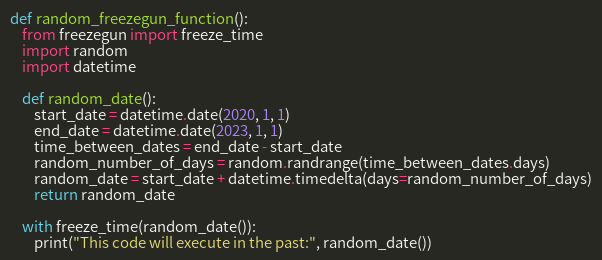 def random_freezegun_function():
    from freezegun import freeze_time
    import random
    import datetime

    def random_date():
        start_date = datetime.date(2020, 1, 1)
        end_date = datetime.date(2023, 1, 1)
        time_between_dates = end_date - start_date
        random_number_of_days = random.randrange(time_between_dates.days)
        random_date = start_date + datetime.timedelta(days=random_number_of_days)
        return random_date

    with freeze_time(random_date()):
        print("This code will execute in the past:", random_date())